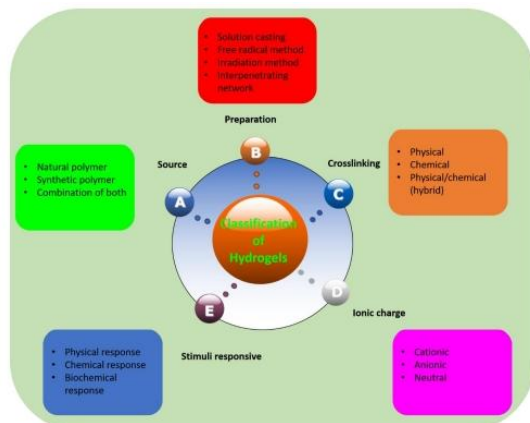 • Solution casting.
• Free radical method.
• Irradiation method
• Interpenetrating
network
Preparation
B
Source
Crosslinking
• Natural polymer
• Synthetic polymer
• Combination of both
A
C
• Physical
• Chemical
• Physical/chemical
(hybrid)
Classification
of
Hydrogels
E
D
Stimuli responsive
Ionic charge
• Physical response
• Chemical response
• Biochemical
response
• Cationic
• Anionic
• Neutral